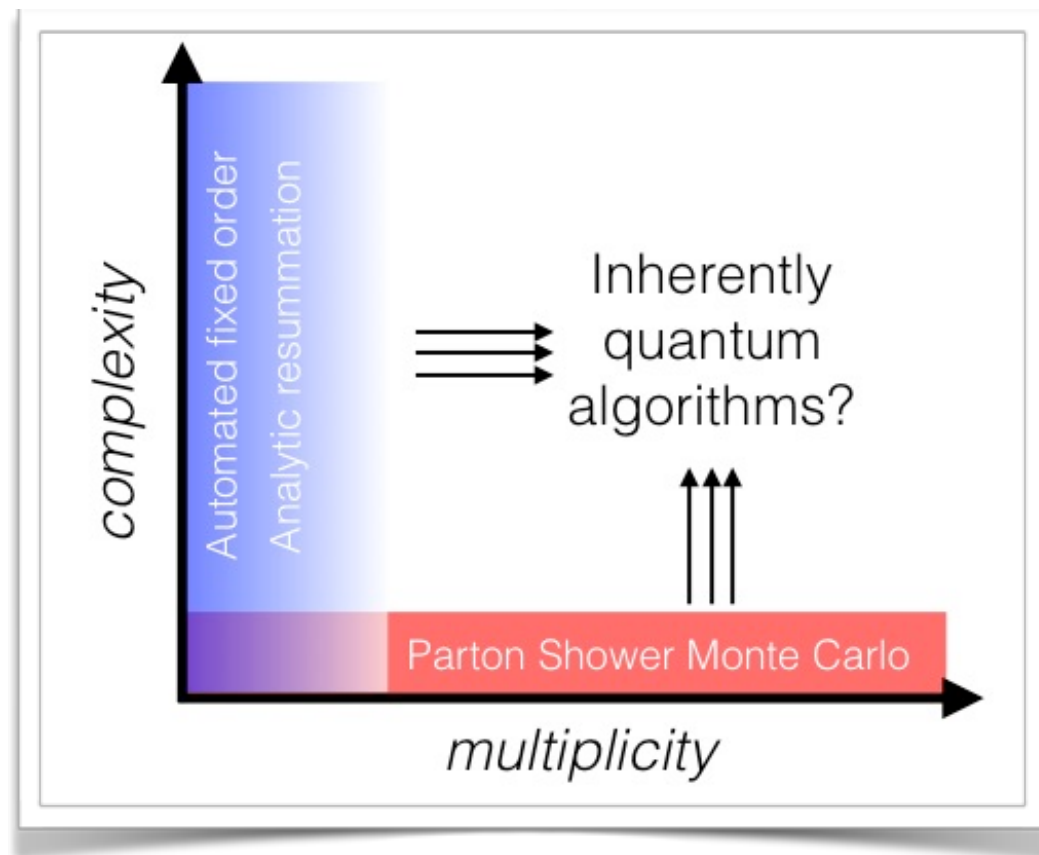 complexity
Automated fixed order
Analytic resummation
Inherently
quantum
algorithms?
Parton Shower Monte Carlo
multiplicity